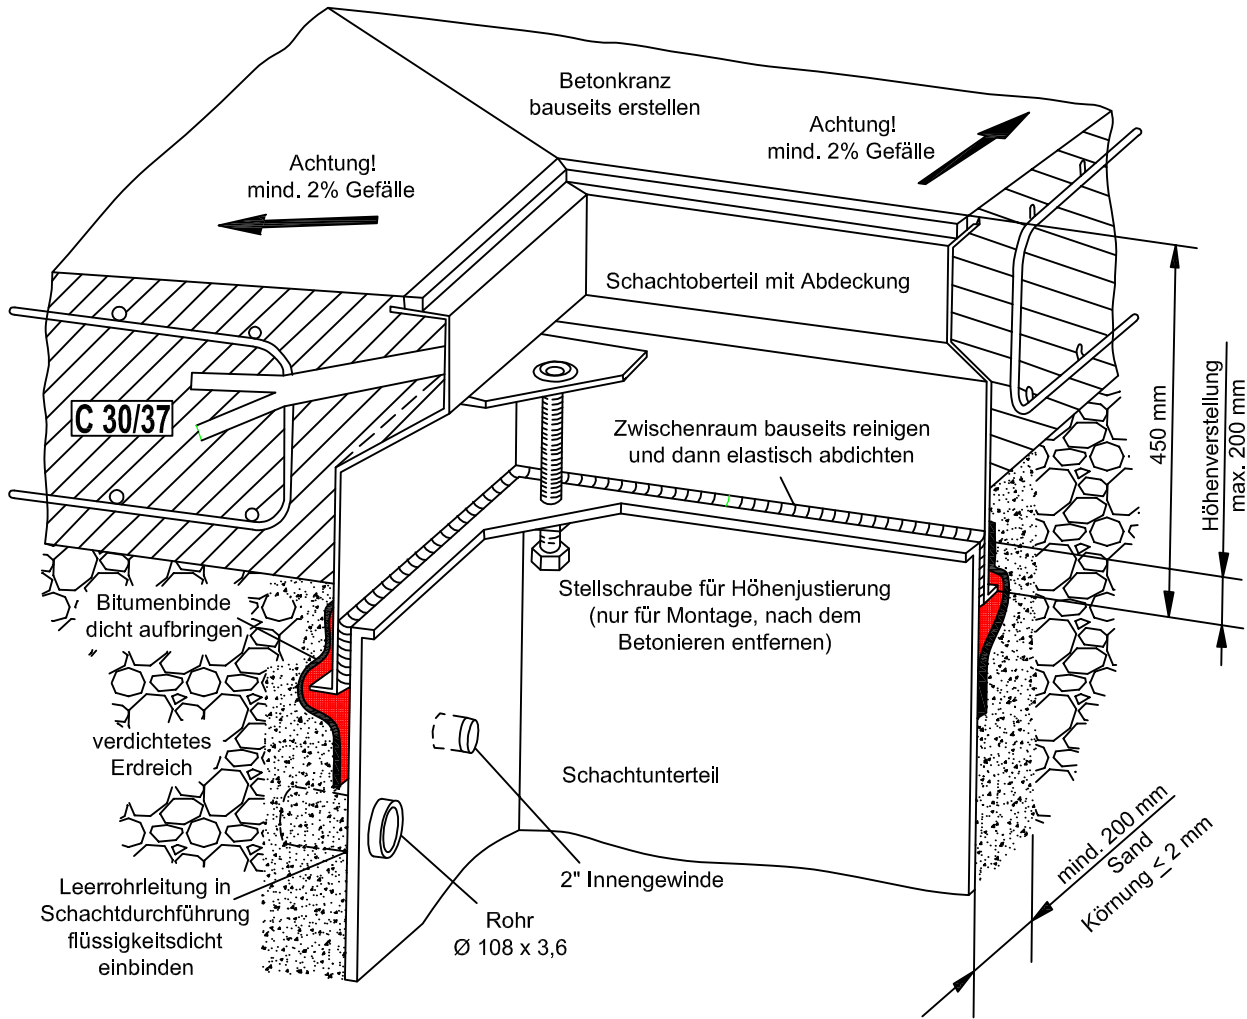 Betonkranz
bauseits erstellen
Achtung!
mind. 2% Gefälle
Achtung!
mind. 2% Gefälle
Schachtoberteil mit Abdeckung
C 30/37
Zwischenraum bauseits reinigen
und dann elastisch abdichten
450 mm
Höhenverstellung
max. 200 mm
Stellschraube für Höhenjustierung
(nur für Montage, nach dem
Betonieren entfernen)
Bitumenbinde
dicht aufbringen
verdichtetes
Erdreich
Schachtunterteil
2" Innengewinde
Leerrohrleitung in
Schachtdurchführung
flüssigkeitsdicht
einbinden
Rohr
Ø 108 x 3,6
mind. 200 mm
Sand
Körnung ≤ 2 mm